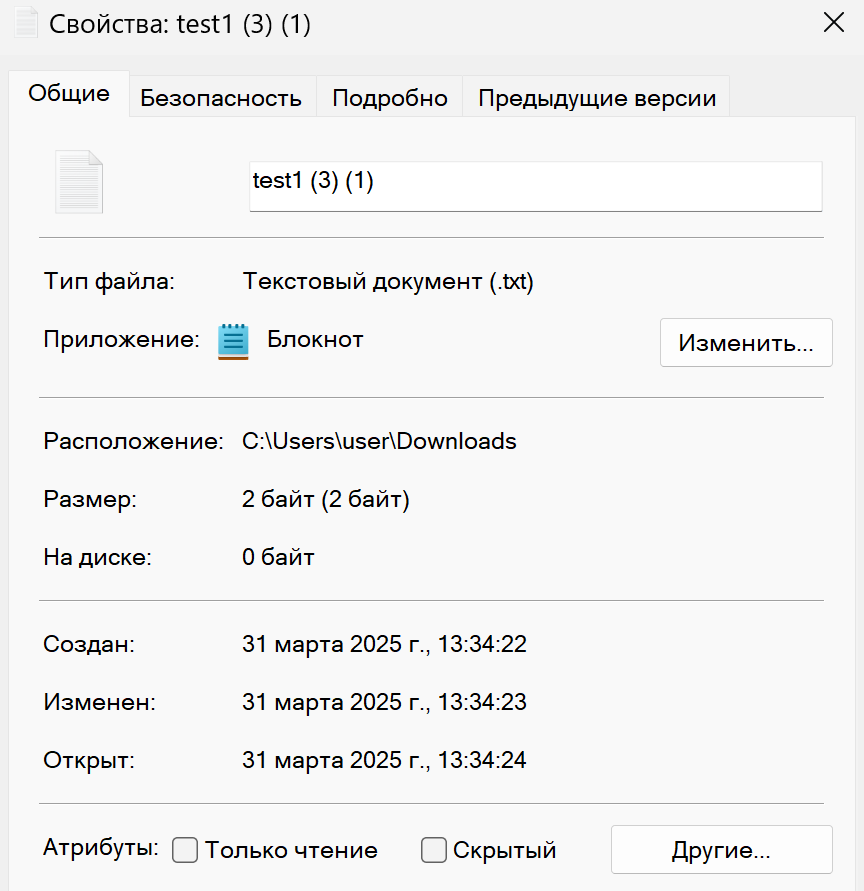 Свойства: test1 (3) (1)
Общие Безопасность Подробно Предыдущие версии
test1 (3) (1)
Тип файла: Текстовый документ (.txt)
Приложение: Блокнот Изменить...
Расположение: C:\Users\user\Downloads
Размер: 2 байт (2 байт)
На диске: 0 байт
Создан: 31 марта 2025 г., 13:34:22
Изменен: 31 марта 2025 г., 13:34:23
Открыт: 31 марта 2025 г., 13:34:24
Атрибуты: Только чтение Скрытый Другие...